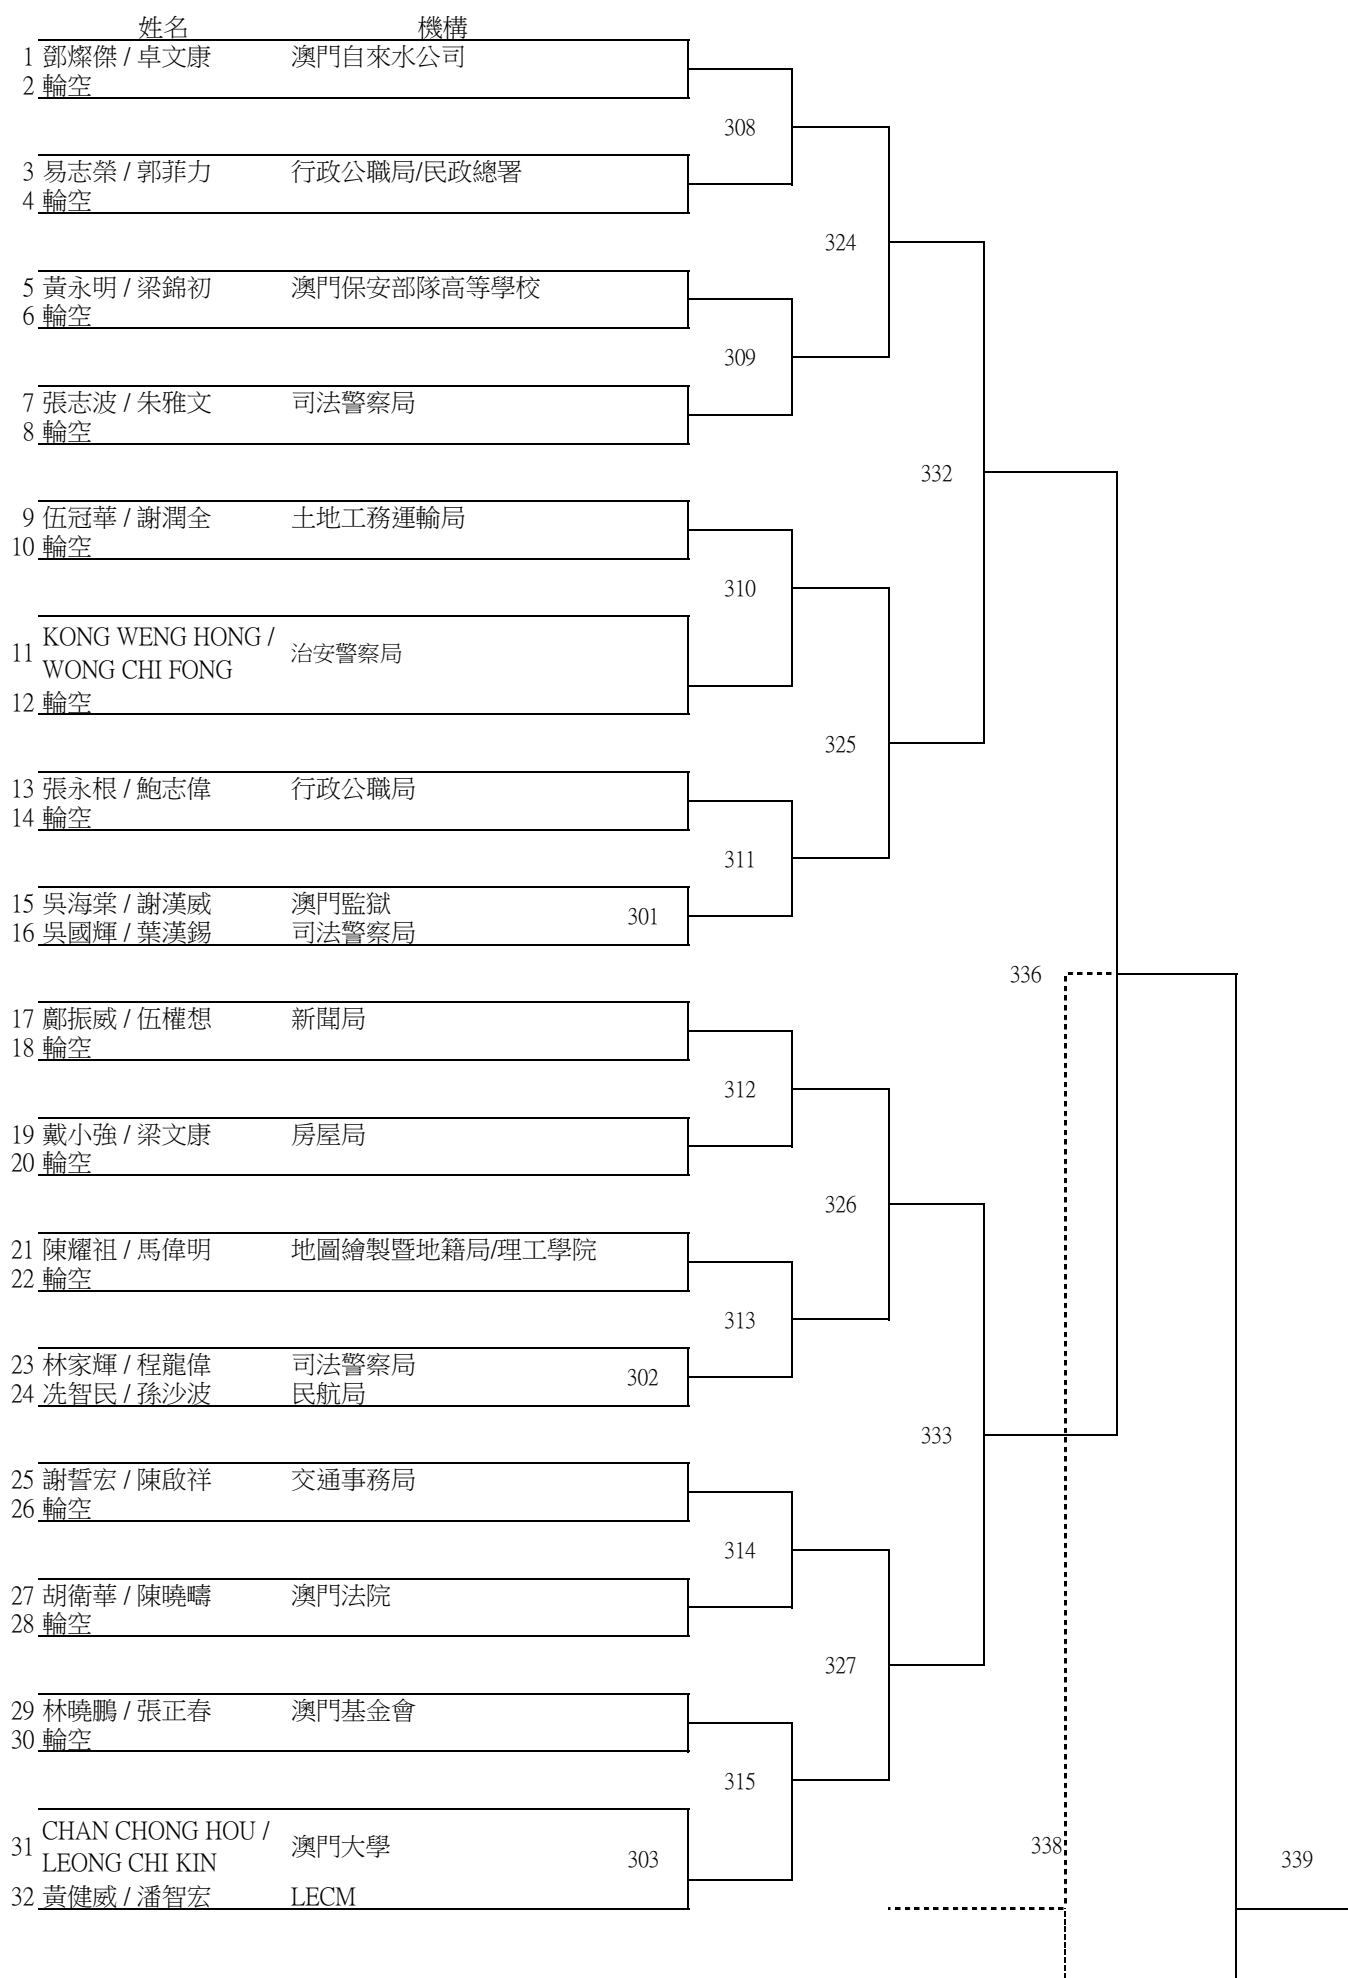 姓名 機構
1 鄧燦傑 / 卓文康 澳門自來水公司
2 輪空
308
3 易志榮 / 郭菲力 行政公職局/民政總署
4 輪空
324
5 黃永明 / 梁錦初 澳門保安部隊高等學校
6 輪空
309
7 張志波 / 朱雅文 司法警察局
8 輪空
332
9 伍冠華 / 謝潤全 土地工務運輸局
10 輪空
310
11 KONG WENG HONG / WONG CHI FONG 治安警察局
12 輪空
325
13 張永根 / 鮑志偉 行政公職局
14 輪空
311
15 吳海棠 / 謝漢威 澳門監獄 301
16 吳國輝 / 葉漢錫 司法警察局
336
17 鄺振威 / 伍權想 新聞局
18 輪空
312
19 戴小強 / 梁文康 房屋局
20 輪空
326
21 陳耀祖 / 馬偉明 地圖繪製暨地籍局/理工學院
22 輪空
313
23 林家輝 / 程龍偉 司法警察局 302
24 冼智民 / 孫沙波 民航局
333
25 謝誓宏 / 陳啟祥 交通事務局
26 輪空
314
27 胡衛華 / 陳曉疇 澳門法院
28 輪空
327
29 林曉鵬 / 張正春 澳門基金會
30 輪空
315
31 CHAN CHONG HOU / LEONG CHI KIN 澳門大學 303 338 339
32 黃健威 / 潘智宏 LECM